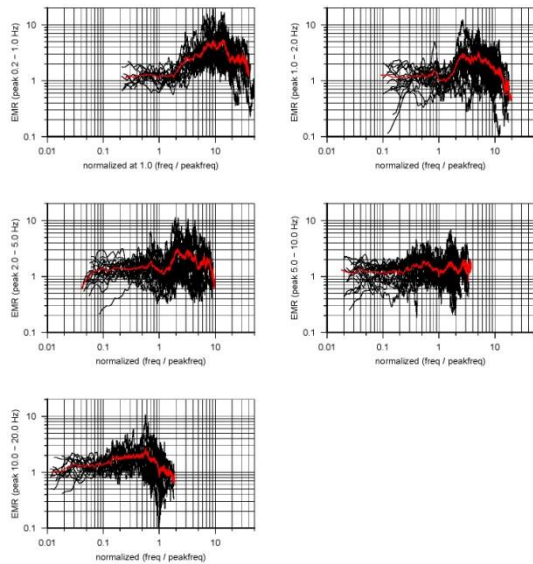 EMR (peak 0.2 – 1.0 Hz)
10
1
0.1
0.01 0.1 1 10
normalized at 1.0 (freq / peakfreq)
EMR (peak 1.0 – 2.0 Hz)
10
1
0.1
0.01 0.1 1 10
normalized (freq / peakfreq)
EMR (peak 2.0 – 5.0 Hz)
10
1
0.1
0.01 0.1 1 10
normalized (freq / peakfreq)
EMR (peak 5.0 – 10.0 Hz)
10
1
0.1
0.01 0.1 1 10
normalized (freq / peakfreq)
EMR (peak 10.0 – 20.0 Hz)
10
1
0.1
0.01 0.1 1 10
normalized (freq / peakfreq)